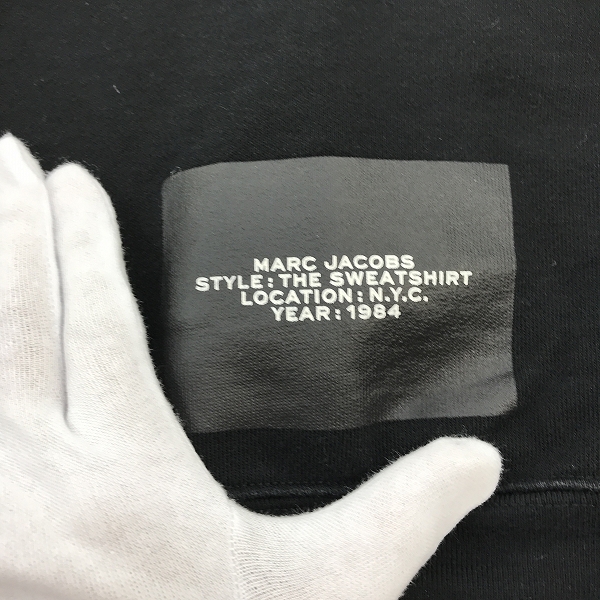 MARC JACOBS
STYLE: THE SWEATSHIRT
LOCATION: N.Y.C.
YEAR: 1984